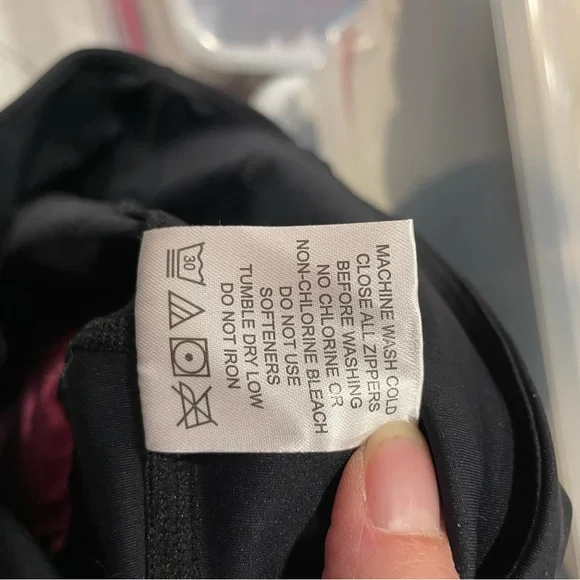 MACHINE WASH COLD
CLOSE ALL ZIPPERS
BEFORE WASHING
NO CHLORINE CR
NON-CHLORINE BLEACH
DO NOT USE
SOFTENERS
TUMBLE DRY LOW
DO NOT IRON
30